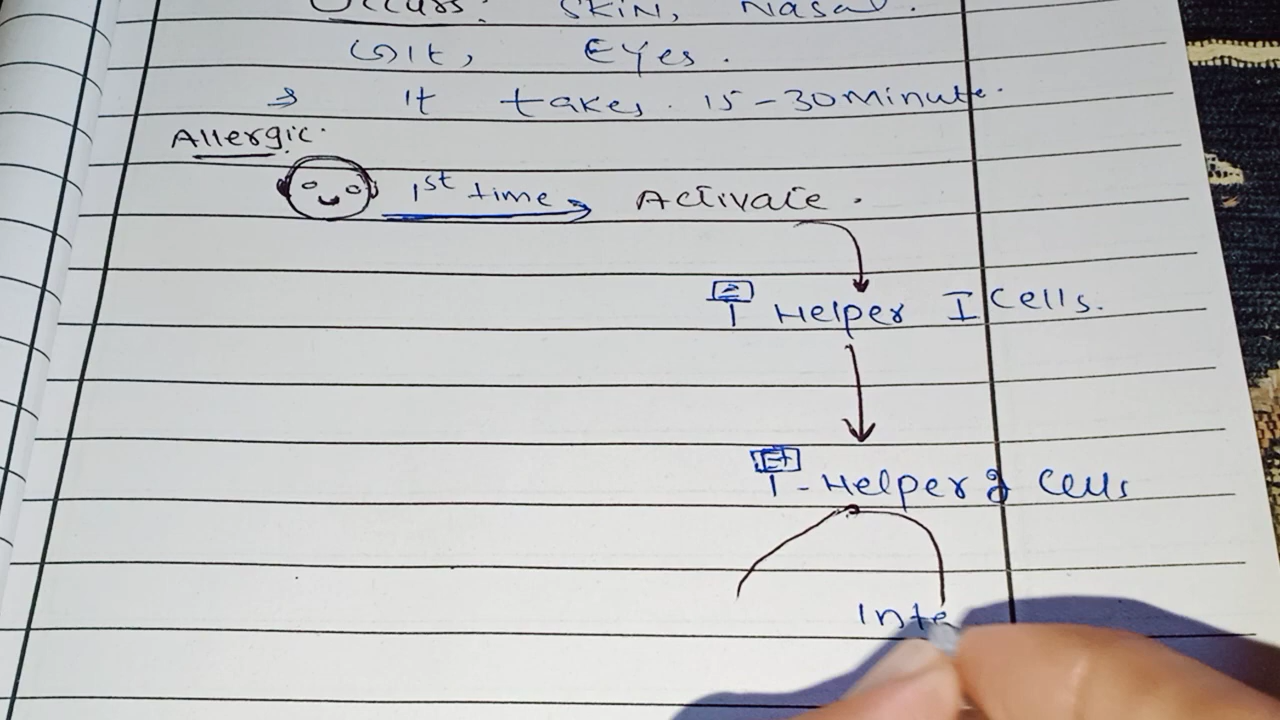 Occurs: Skin, Nasal.
GIt, Eyes.
→ It takes. 15-30 minute.
Allergic.
1st time → Activate.
T Helper I Cells.
T-Helper 2 Cells
Inte